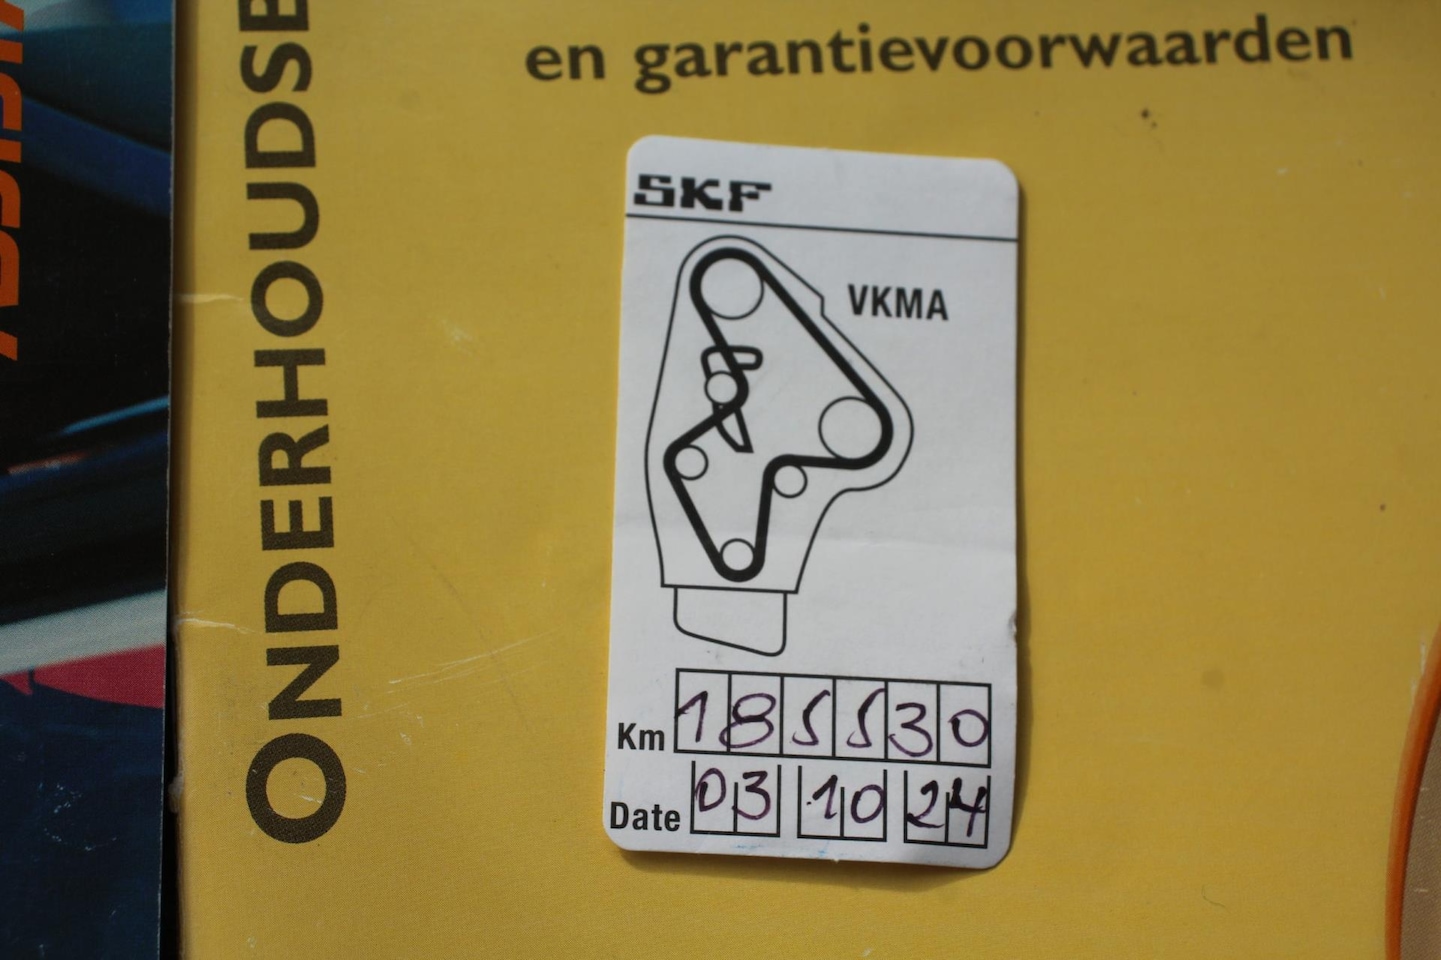 en garantievoorwaarden
ONDERHOUDSB
SKF
VKMA
Km 185530
Date 03 10 24